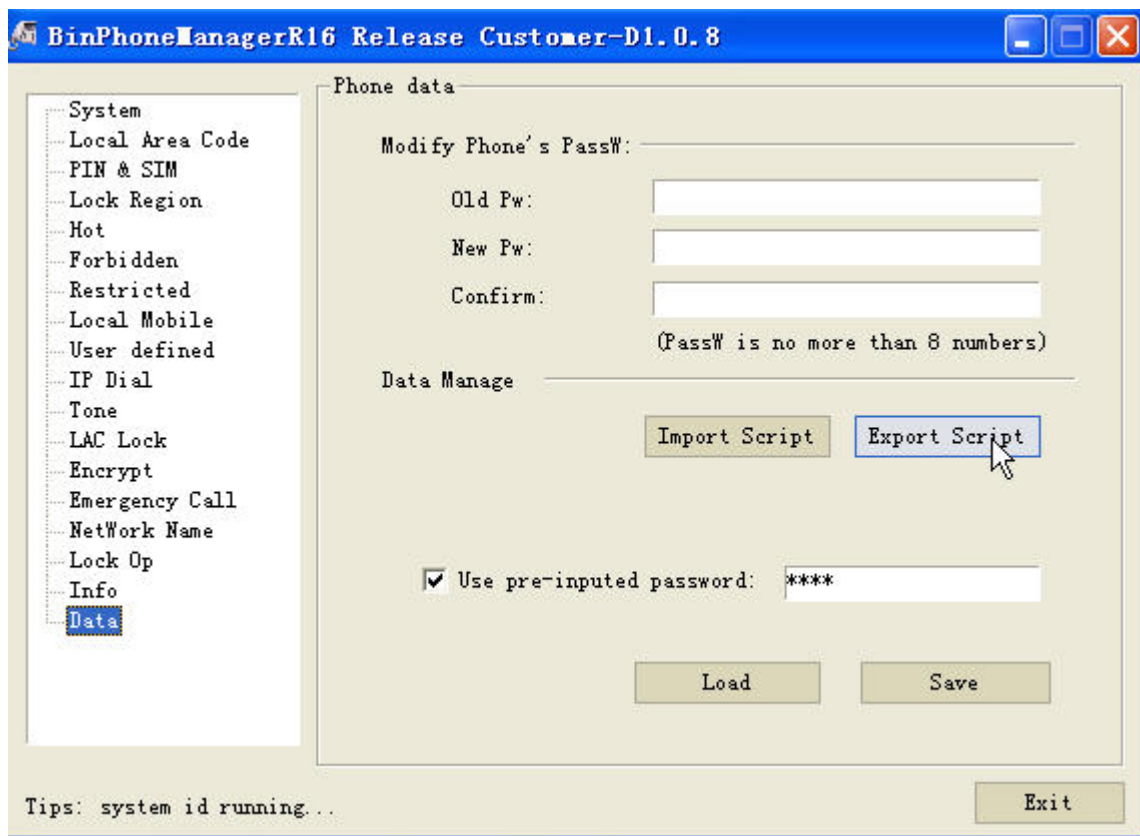 BinPhoneManagerR16 Release Customer-D1.0.8
System
Local Area Code
PIN & SIM
Lock Region
Hot
Forbidden
Restricted
Local Mobile
User defined
IP Dial
Tone
LAC Lock
Encrypt
Emergency Call
NetWork Name
Lock Op
Info
Data
Phone data
Modify Phone's PassW:
Old Pw:
New Pw:
Confirm:
(PassW is no more than 8 numbers)
Data Manage
Import Script
Export Script
Use pre-inputed password: ****
Load
Save
Tips: system id running...
Exit